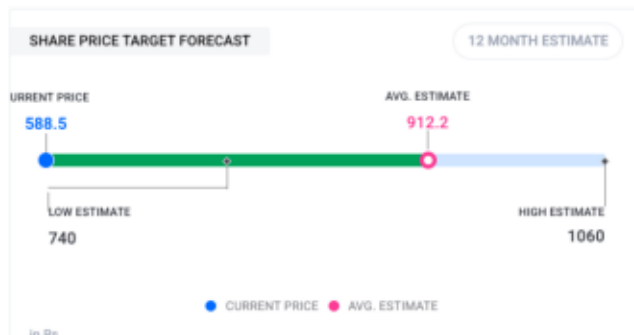 SHARE PRICE TARGET FORECAST
12 MONTH ESTIMATE
URRENT PRICE
AVG. ESTIMATE
588.5
912.2
LOW ESTIMATE
HIGH ESTIMATE
740
1060
CURRENT PRICE
AVG. ESTIMATE
in Rs